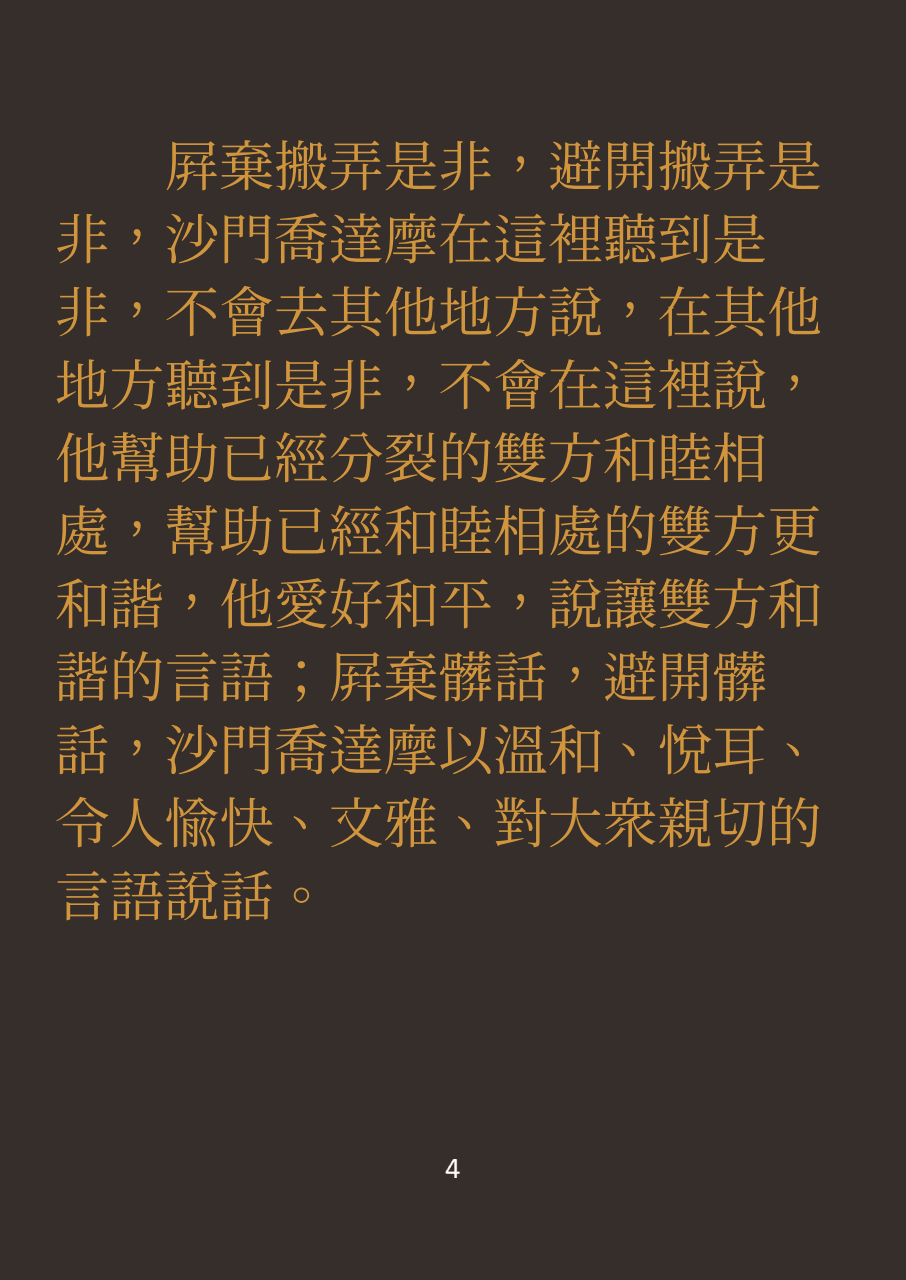 屛棄搬弄是非，避開搬弄是
非，沙門喬達摩在這裡聽到是
非，不會去其他地方說，在其他
地方聽到是非，不會在這裡說，
他幫助已經分裂的雙方和睦相
處，幫助已經和睦相處的雙方更
和諧，他愛好和平，說讓雙方和
諧的言語；屛棄髒話，避開髒
話，沙門喬達摩以溫和、悅耳、
令人愉快、文雅、對大衆親切的
言語說話。
4